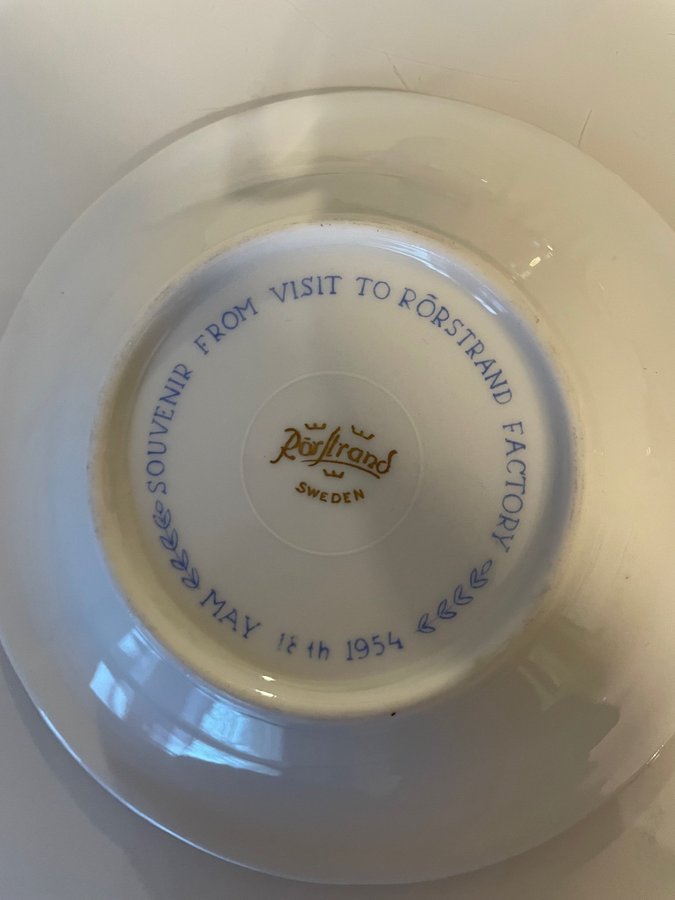 SOUVENIR FROM VISIT TO RÖRSTRAND FACTORY
MAY 18th 1954
Rörstrand
SWEDEN